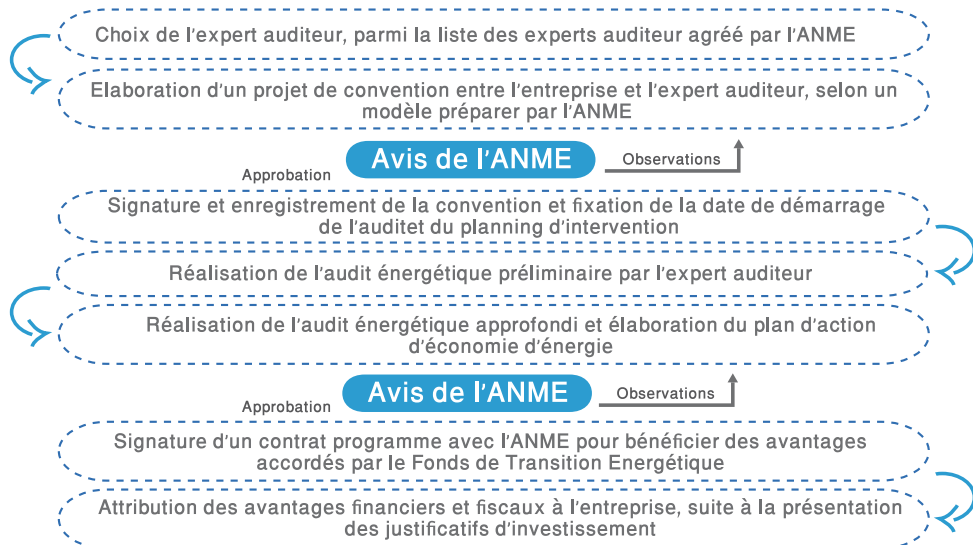 Choix de l'expert auditeur, parmi la liste des experts auditeur agréé par l'ANME
Elaboration d'un projet de convention entre l'entreprise et l'expert auditeur, selon un
modèle préparer par l'ANME
Avis de l'ANME
Observations
Approbation
Signature et enregistrement de la convention et fixation de la date de démarrage
de l'auditet du planning d'intervention
Réalisation de l'audit énergétique préliminaire par l'expert auditeur
Réalisation de l'audit énergétique approfondi et élaboration du plan d'action
d'économie d'énergie
Avis de l'ANME
Observations
Approbation
Signature d'un contrat programme avec l'ANME pour bénéficier des avantages
accordés par le Fonds de Transition Energétique
Attribution des avantages financiers et fiscaux à l'entreprise, suite à la présentation
des justificatifs d'investissement